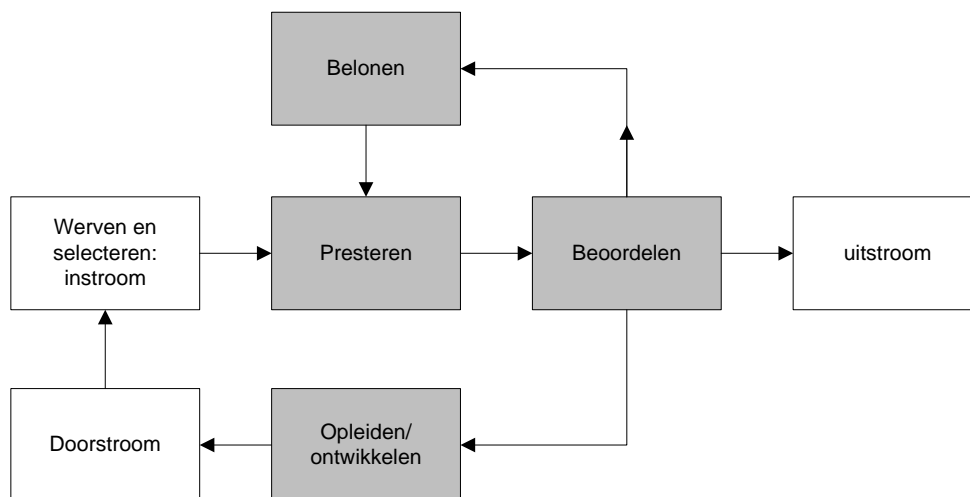 Belonen
Werven en
selecteren:
instroom
Presteren
Beoordelen
uitstroom
Doorstroom
Opleiden/
ontwikkelen